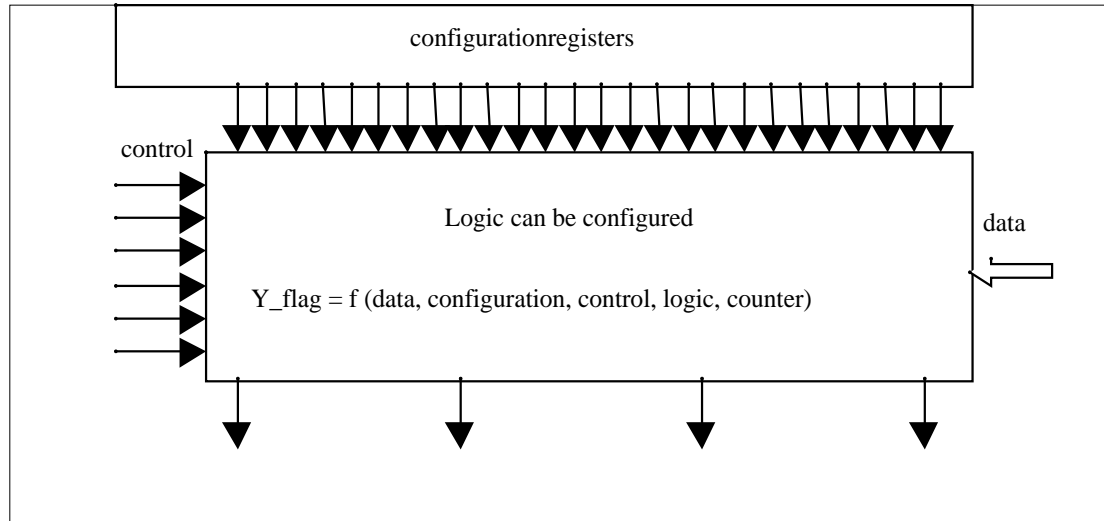 configurationregisters
control
Logic can be configured
data
Y_flag = f (data, configuration, control, logic, counter)